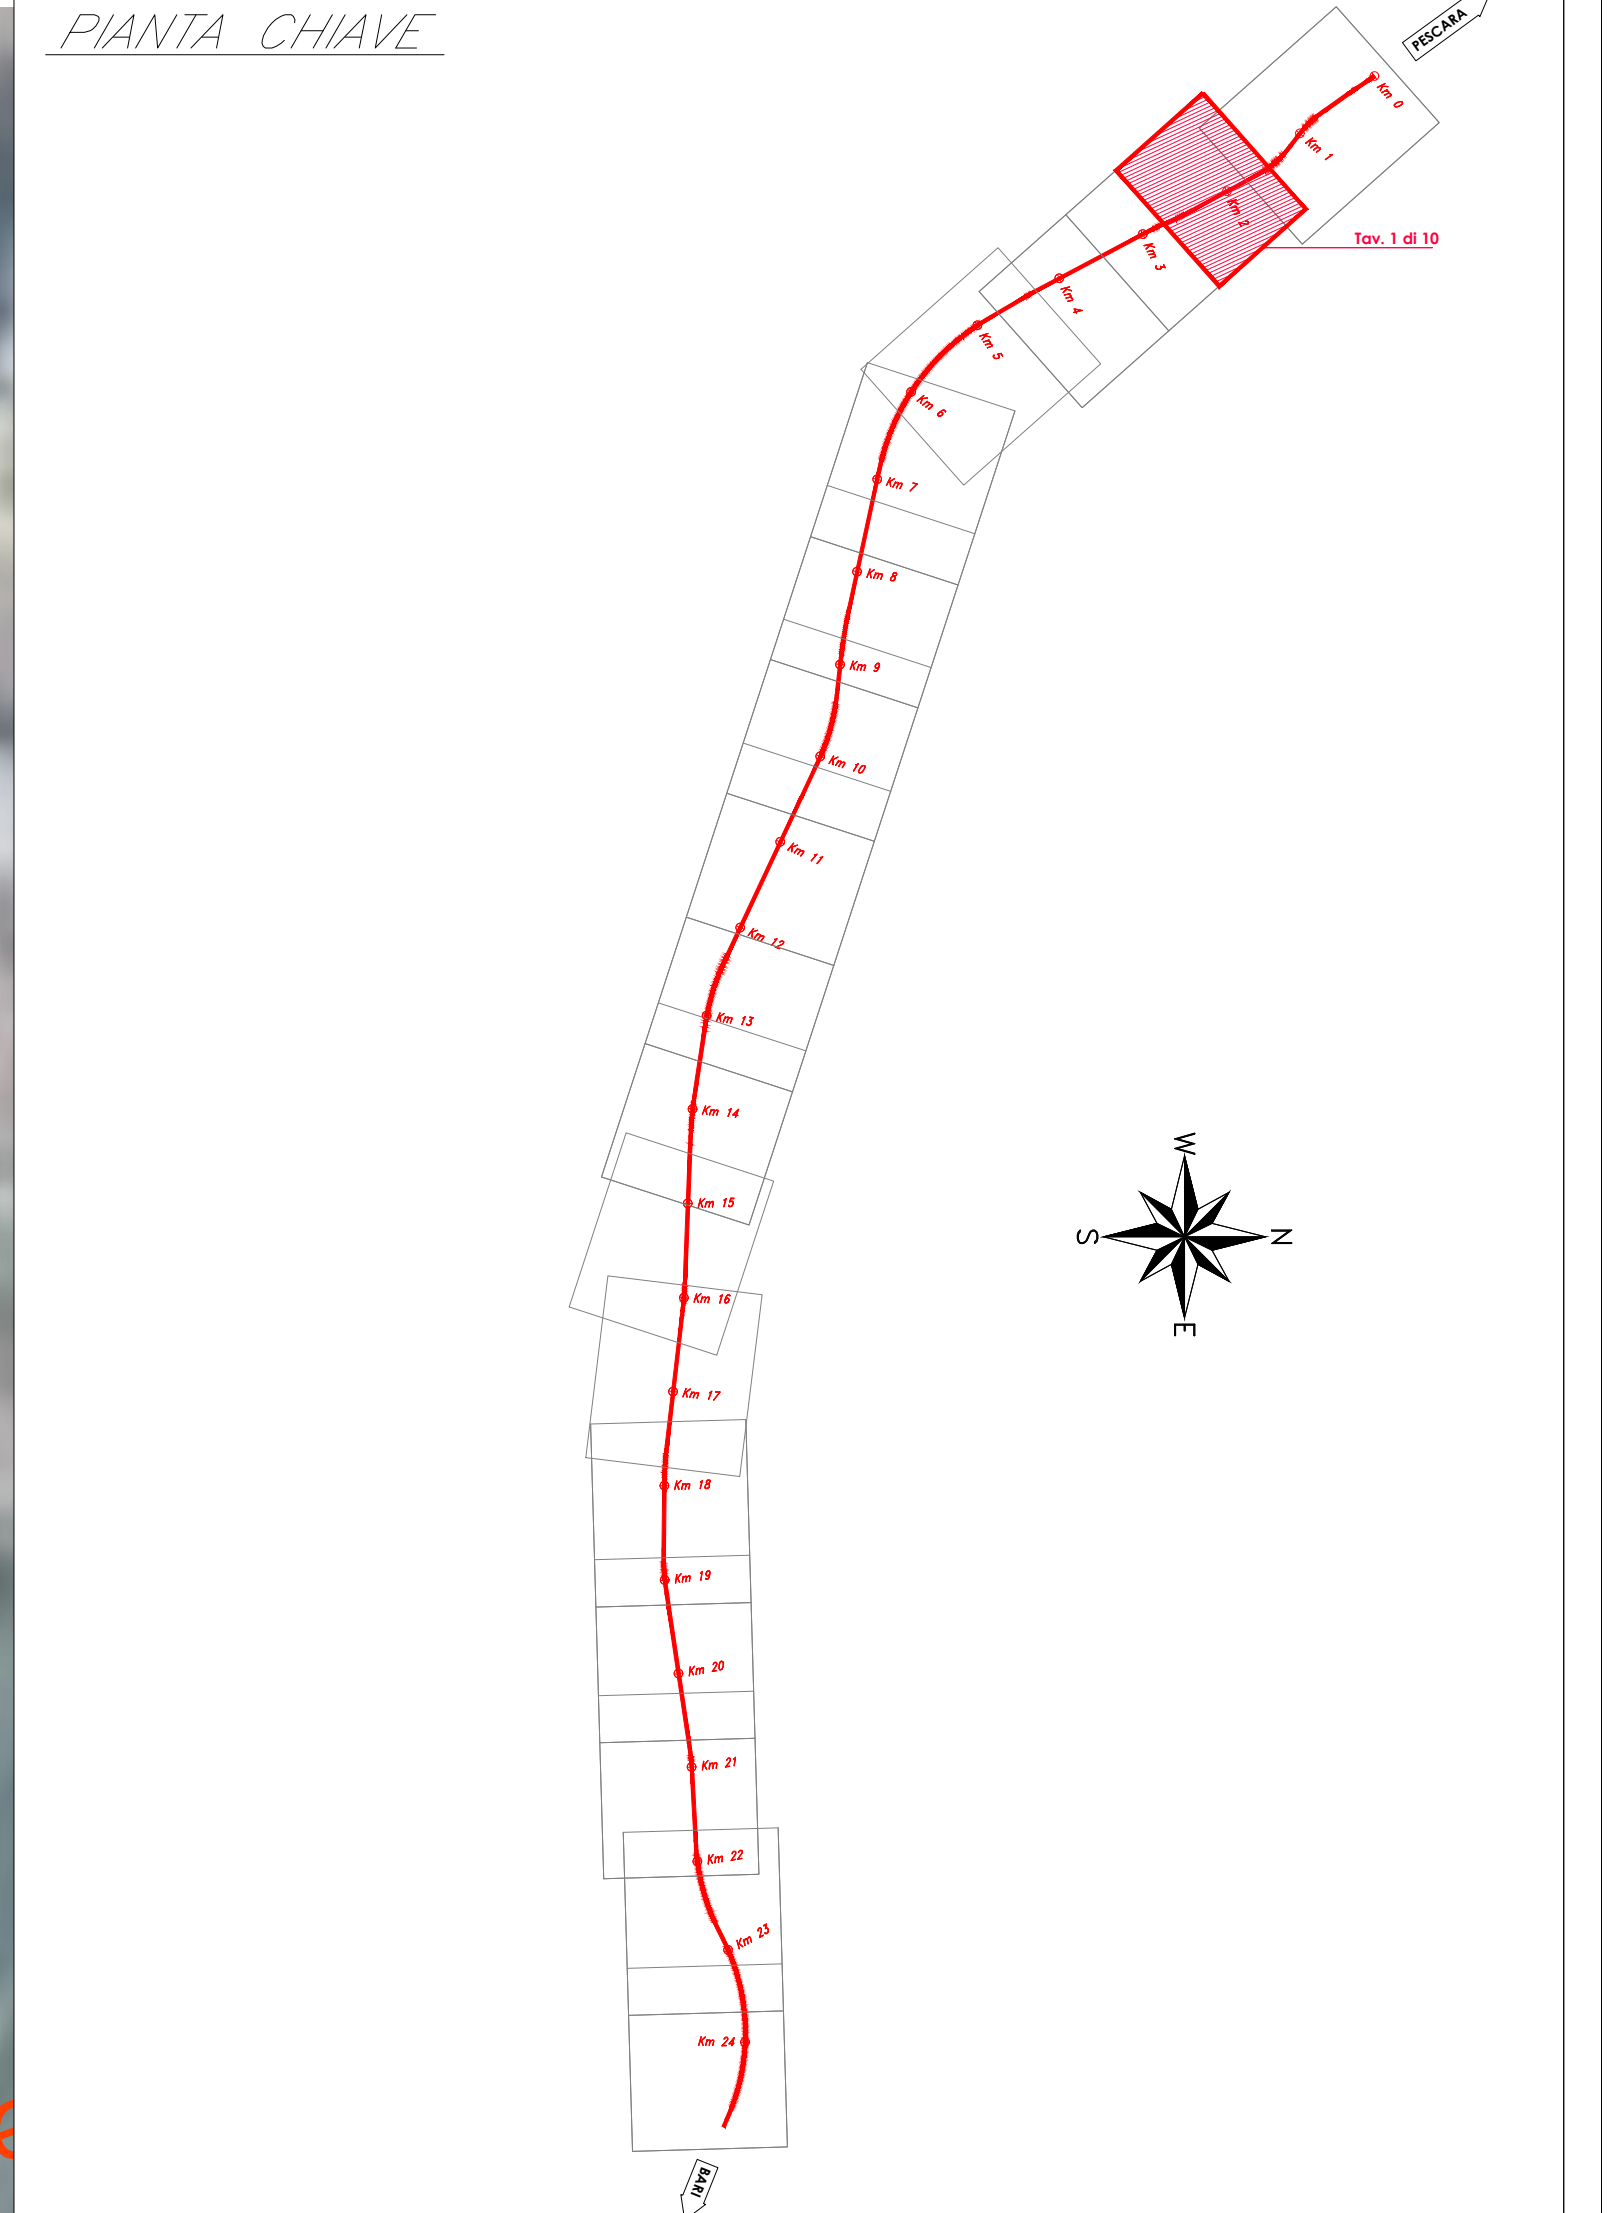 PIANTA CHIAVE
PESCARA
Km 0
Km 1
Km 2
Tav. 1 di 10
Km 3
Km 4
Km 5
Km 6
Km 7
Km 8
Km 9
Km 10
Km 11
Km 12
Km 13
Km 14
W
Km 15
S
N
Km 16
E
Km 17
Km 18
Km 19
Km 20
Km 21
Km 22
Km 23
Km 24
BARI